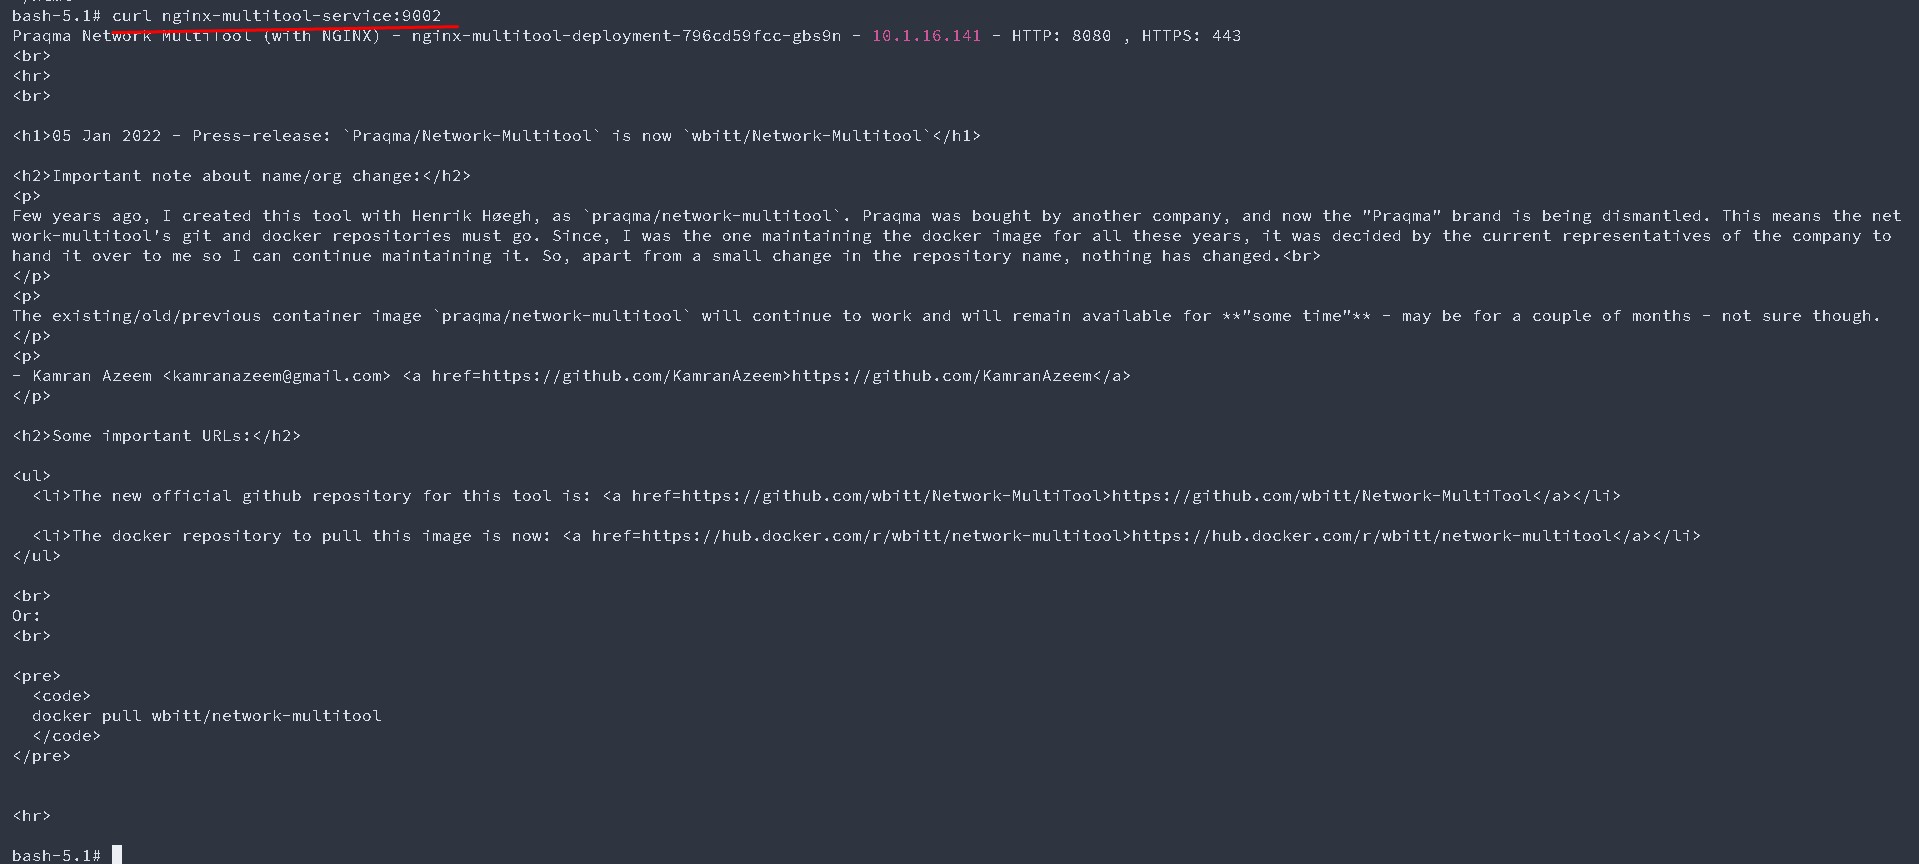 bash-5.1# curl nginx-multitool-service:9002
Praqma Network MultiTool (with NGINX) - nginx-multitool-deployment-796cd59fcc-gbs9n - 10.1.16.141 - HTTP: 8080 , HTTPS: 443
<br>
<hr>
<br>

<h1>05 Jan 2022 - Press-release: `Praqma/Network-Multitool` is now `wbitt/Network-Multitool`</h1>

<h2>Important note about name/org change:</h2>
<p>
Few years ago, I created this tool with Henrik Høegh, as `praqma/network-multitool`. Praqma was bought by another company, and now the "Praqma" brand is being dismantled. This means the net
work-multitool's git and docker repositories must go. Since, I was the one maintaining the docker image for all these years, it was decided by the current representatives of the company to
hand it over to me so I can continue maintaining it. So, apart from a small change in the repository name, nothing has changed.<br>
</p>
<p>
The existing/old/previous container image `praqma/network-multitool` will continue to work and will remain available for **"some time"** - may be for a couple of months - not sure though.
</p>
<p>
- Kamran Azeem <kamranazeem@gmail.com> <a href=https://github.com/KamranAzeem>https://github.com/KamranAzeem</a>
</p>

<h2>Some important URLs:</h2>

<ul>
  <li>The new official github repository for this tool is: <a href=https://github.com/wbitt/Network-MultiTool>https://github.com/wbitt/Network-MultiTool</a></li>

  <li>The docker repository to pull this image is now: <a href=https://hub.docker.com/r/wbitt/network-multitool>https://hub.docker.com/r/wbitt/network-multitool</a></li>
</ul>

<br>
Or:
<br>

<pre>
  <code>
  docker pull wbitt/network-multitool
  </code>
</pre>


<hr>

bash-5.1#